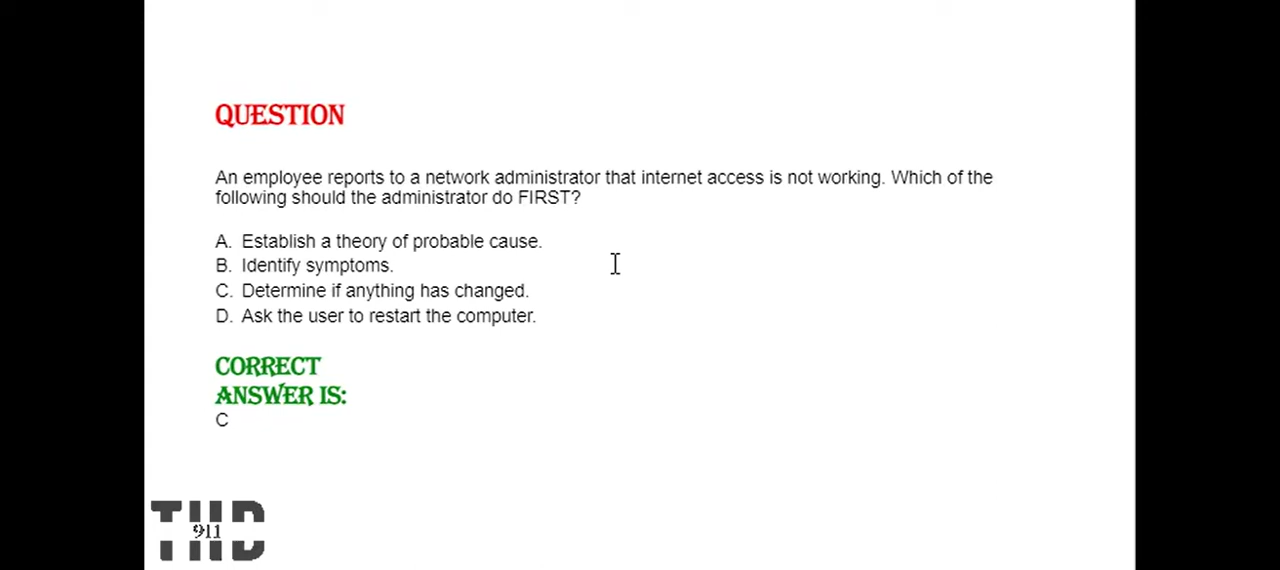 QUESTION
An employee reports to a network administrator that internet access is not working. Which of the
following should the administrator do FIRST?
A. Establish a theory of probable cause.
B. Identify symptoms.
C. Determine if anything has changed.
D. Ask the user to restart the computer.
CORRECT
ANSWER IS:
C
THD
911